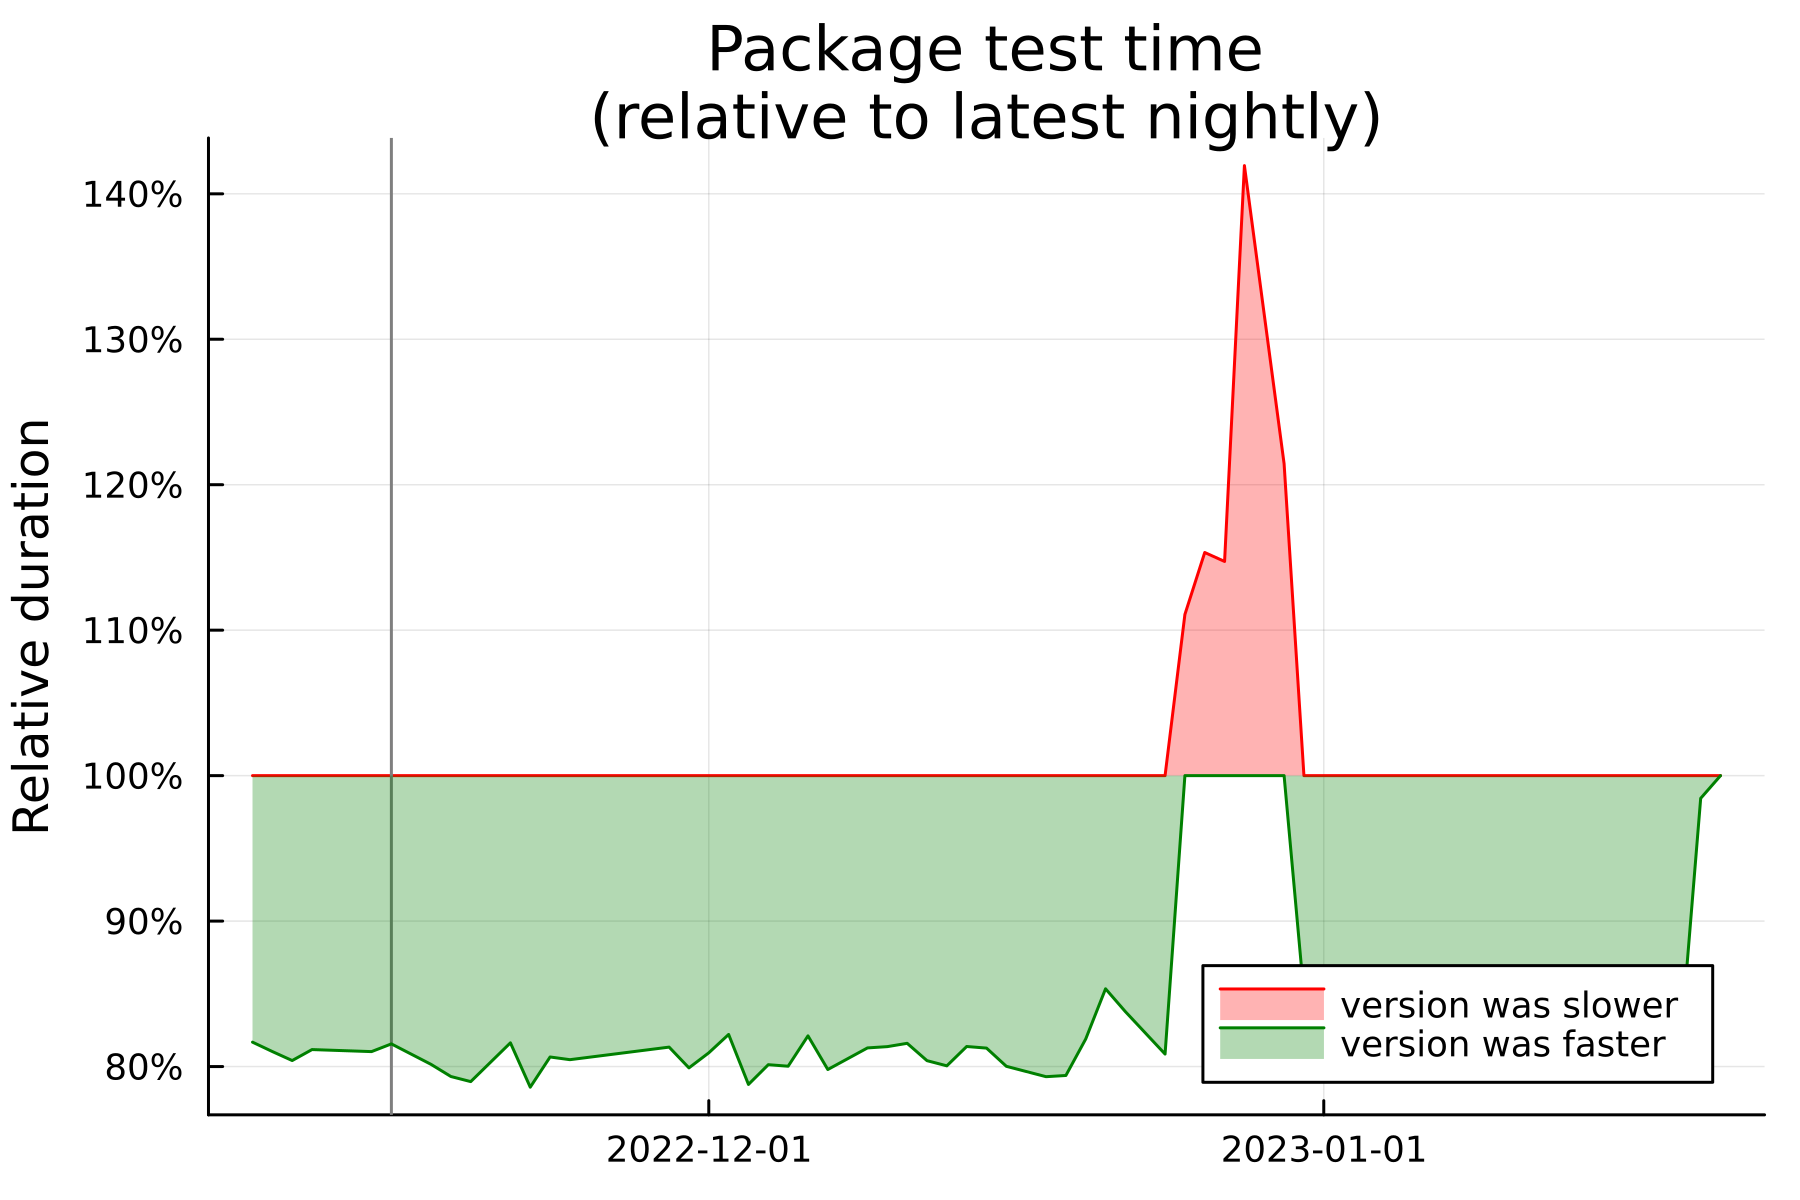 Package test time
(relative to latest nightly)
Relative duration
140%
130%
120%
110%
100%
90%
80%
version was slower
version was faster
2022-12-01
2023-01-01